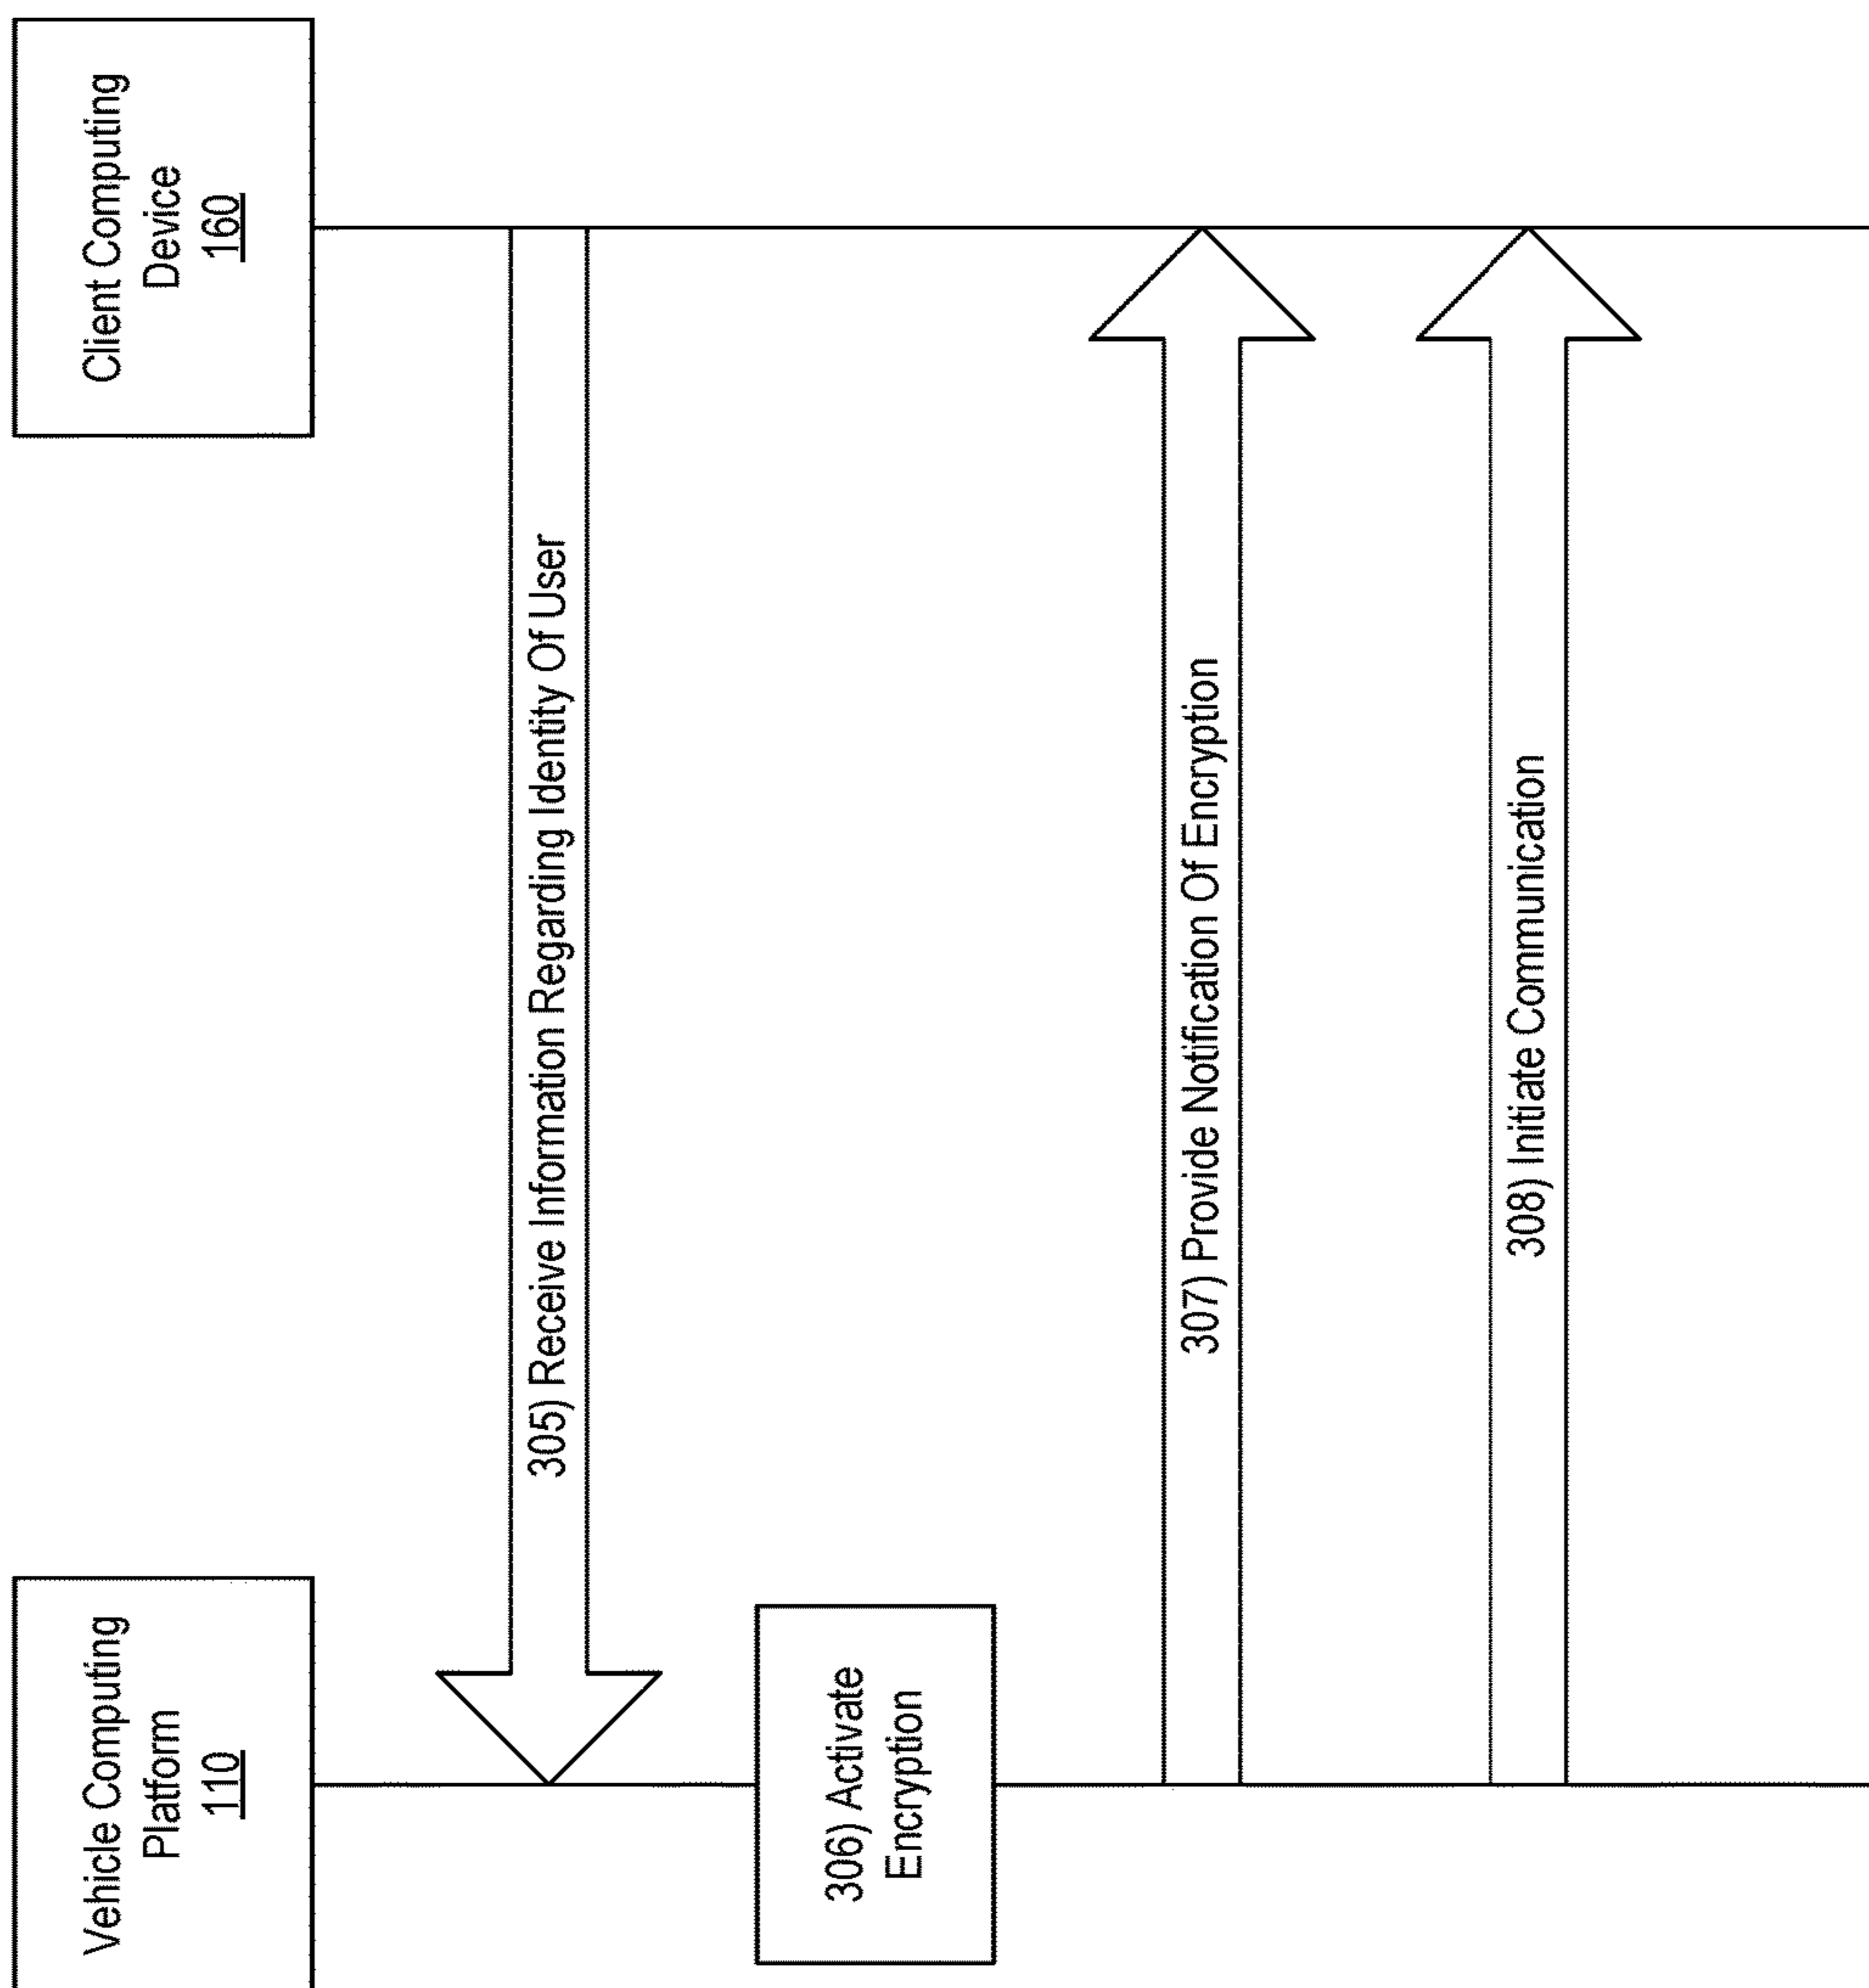 Vehicle Computing
Platform
110
Client Computing
Device
160
305) Receive Information Regarding Identity Of User
306) Activate
Encryption
307) Provide Notification Of Encryption
308) Initiate Communication